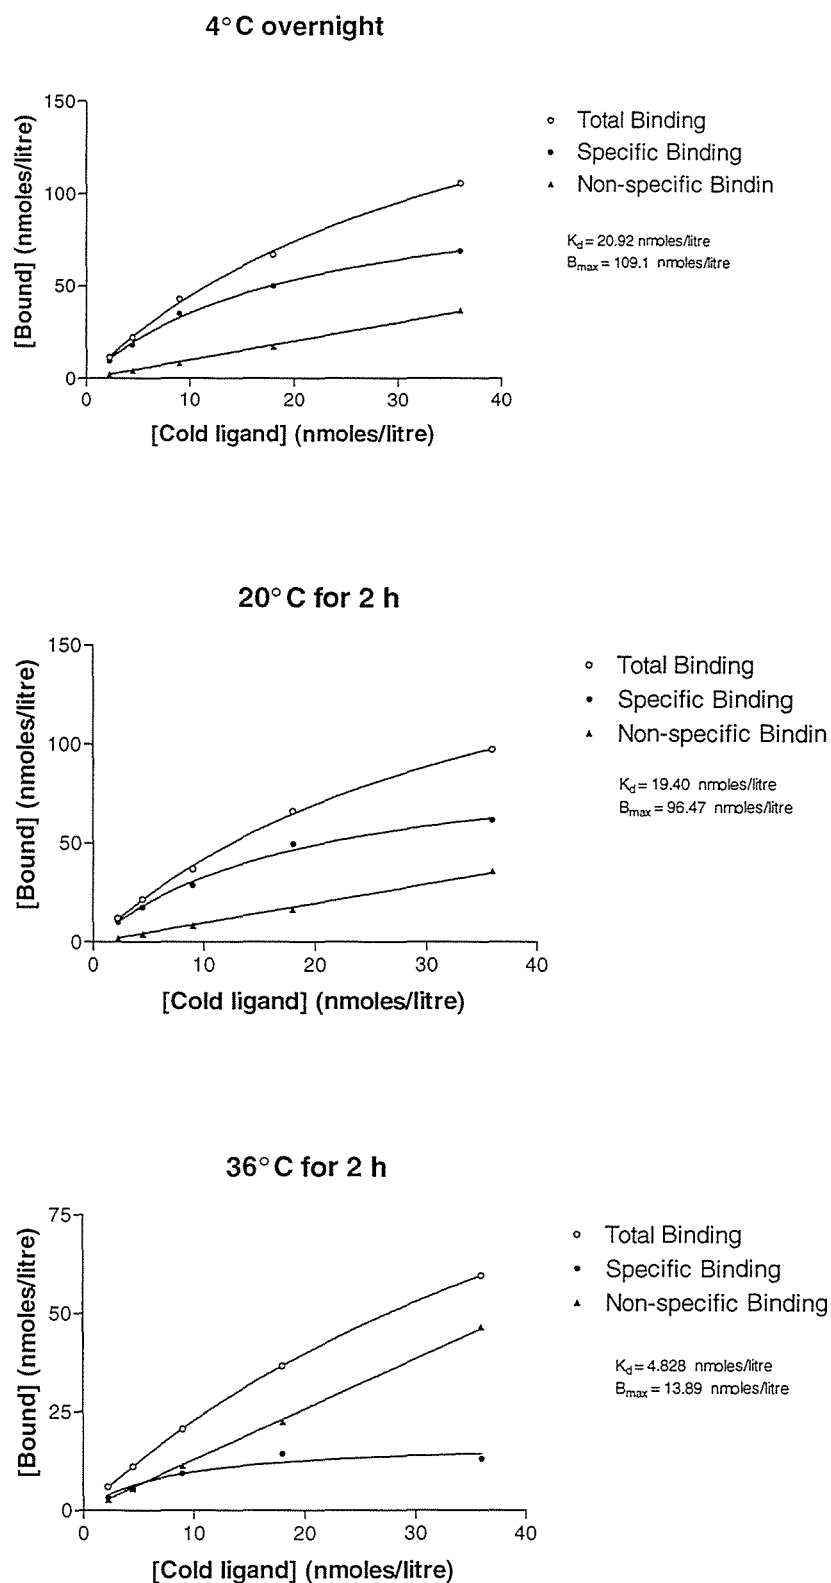 4°C overnight
150
100
50
0
0 10 20 30 40
[Bound] (nmoles/litre)
[Cold ligand] (nmoles/litre)
Total Binding
Specific Binding
Non-specific Bindin
Kd = 20.92 nmoles/litre
Bmax = 109.1 nmoles/litre
20°C for 2 h
150
100
50
0
0 10 20 30 40
[Bound] (nmoles/litre)
[Cold ligand] (nmoles/litre)
Total Binding
Specific Binding
Non-specific Bindin
Kd = 19.40 nmoles/litre
Bmax = 96.47 nmoles/litre
36°C for 2 h
75
50
25
0
0 10 20 30 40
[Bound] (nmoles/litre)
[Cold ligand] (nmoles/litre)
Total Binding
Specific Binding
Non-specific Binding
Kd = 4.828 nmoles/litre
Bmax = 13.89 nmoles/litre